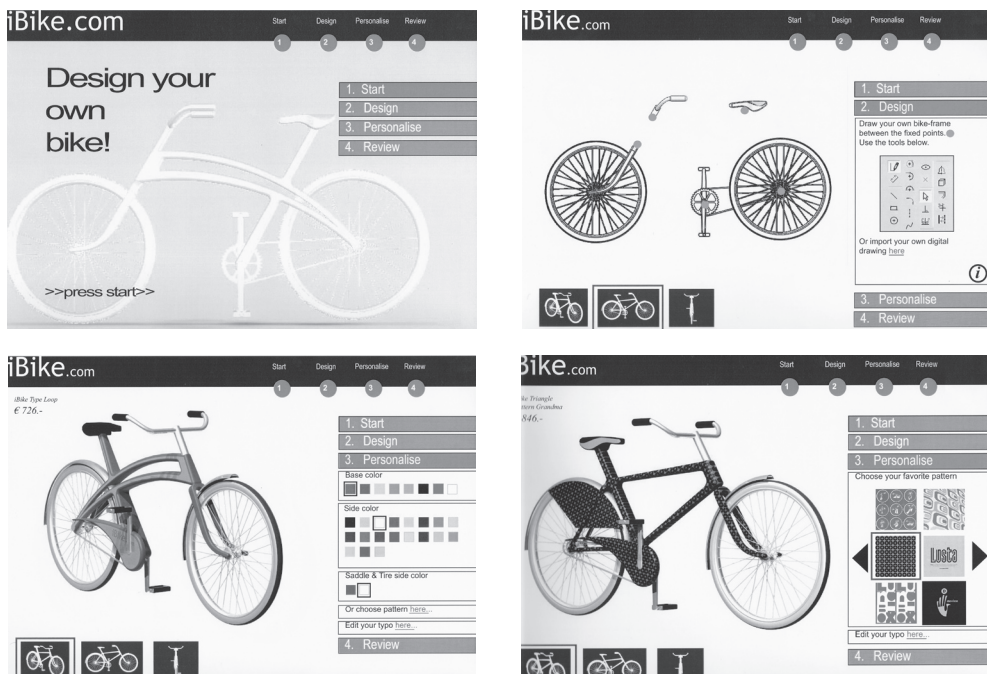 iBike.com
Start Design Personalise Review
1 2 3 4
Design your
own
bike!
1. Start
2. Design
3. Personalise
4. Review
>>press start>>
iBike.com
Start Design Personalise Review
1 2 3 4
1. Start
2. Design
Draw your own bike-frame
between the fixed points.
Use the tools below.
Or import your own digital
drawing here
i
3. Personalise
4. Review
iBike.com
Start Design Personalise Review
1 2 3 4
iBike Type Loop
€ 726.-
1. Start
2. Design
3. Personalise
Base color
Side color
Saddle & Tire side color
Or choose pattern here...
Edit your typo here...
4. Review
iBike.com
Start Design Personalise Review
1 2 3 4
ike Triangle
ttern Grandma
846.-
1. Start
2. Design
3. Personalise
Choose your favorite pattern
Edit your typo here...
4. Review